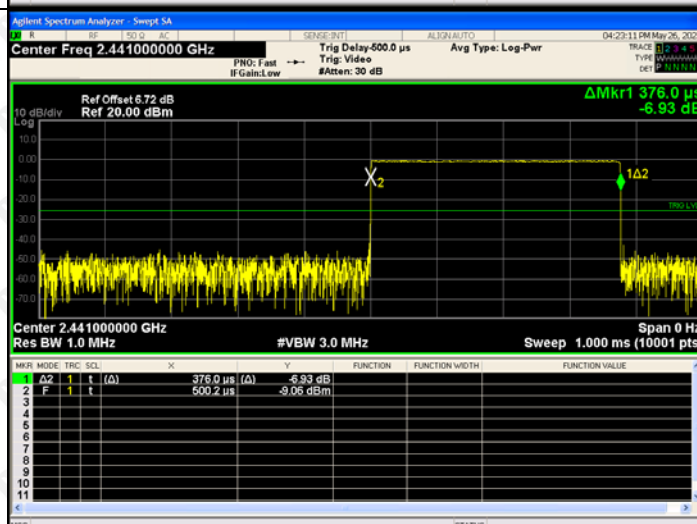 Agilent Spectrum Analyzer - Swept SA
R RF 50 Ω AC SENSE:INT ALIGN AUTO 04:23:11 PM May 26, 202
Center Freq 2.441000000 GHz
PNO: Fast
IFGain:Low
Trig Delay-500.0 µs
Trig: Video
#Atten: 30 dB
Avg Type: Log-Pwr
TRACE 1 2 3 4 5
TYPE W
DET P N N N N
ΔMkr1 376.0 µs
-6.93 dB
Ref Offset 6.72 dB
10 dB/div Ref 20.00 dBm
Log
10.0
0.00
-10.0
-20.0
-30.0
-40.0
-50.0
-60.0
-70.0
X2
1Δ2
TRIG LVL
Center 2.441000000 GHz Span 0 Hz
Res BW 1.0 MHz #VBW 3.0 MHz Sweep 1.000 ms (10001 pts
MKR MODE TRC SCL X Y FUNCTION FUNCTION WIDTH FUNCTION VALUE
1 Δ2 1 t (Δ) 376.0 µs (Δ) -6.93 dB
2 F 1 t 500.2 µs -9.06 dBm
3
4
5
6
7
8
9
10
11